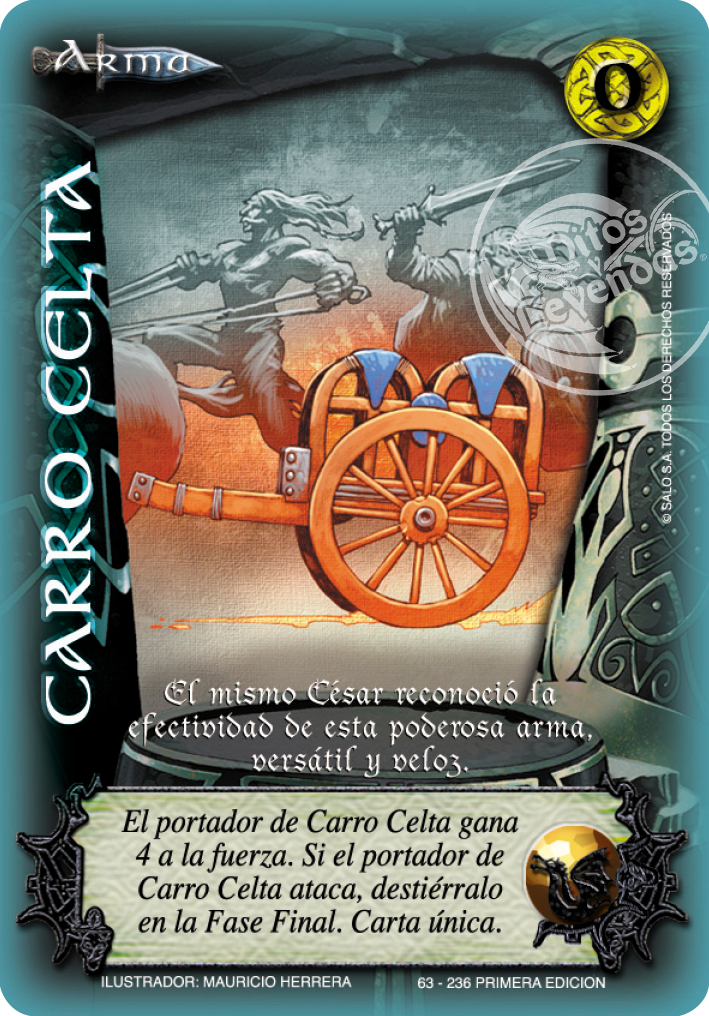 Arma
0
CARRO CELTA
Mitos
y
Leyendas
®
© SALO S.A. TODOS LOS DERECHOS RESERVADOS
El mismo César reconoció la
efectividad de esta poderosa arma,
versátil y veloz.
El portador de Carro Celta gana
4 a la fuerza. Si el portador de
Carro Celta ataca, destiérralo
en la Fase Final. Carta única.
ILUSTRADOR: MAURICIO HERRERA 63 - 236 PRIMERA EDICION